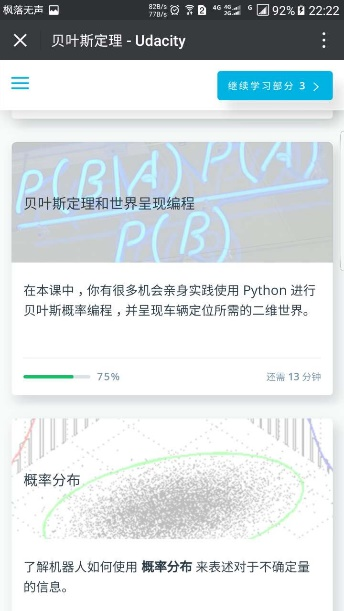 枫落无声
82B/s
77B/s
4G 4G
2G
G
92%
22:22
贝叶斯定理 - Udacity
继续学习部分 3
P(B|A) P(A)
P(B)
贝叶斯定理和世界呈现编程
在本课中，你有很多机会亲身实践使用 Python 进行
贝叶斯概率编程，并呈现车辆定位所需的二维世界。
75%
还需 13 分钟
概率分布
了解机器人如何使用 概率分布 来表述对于不确定量
的信息。